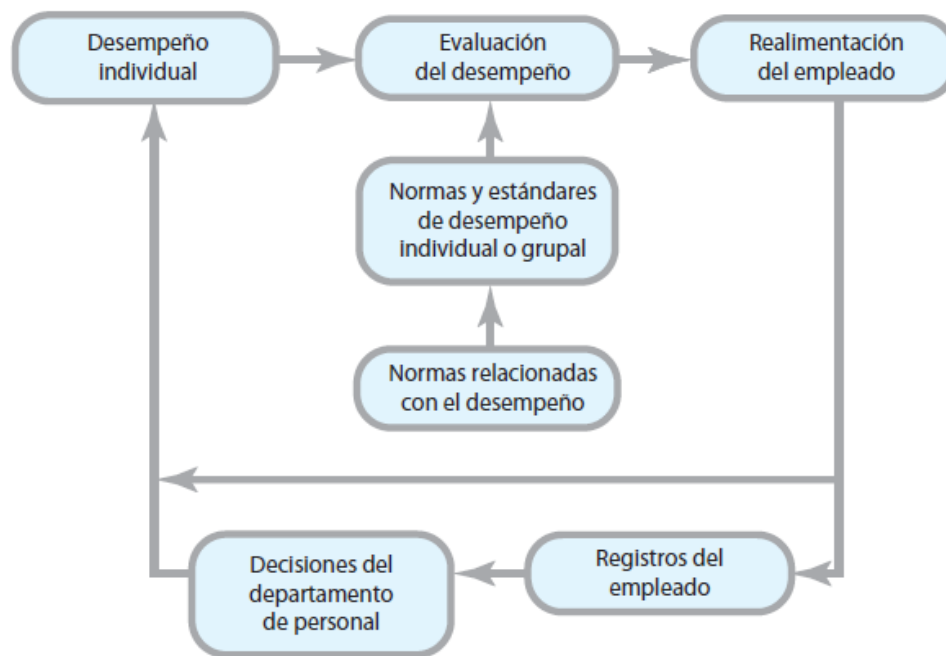 Desempeño
individual
Evaluación
del desempeño
Realimentación
del empleado
Normas y estándares
de desempeño
individual o grupal
Normas relacionadas
con el desempeño
Decisiones del
departamento
de personal
Registros del
empleado